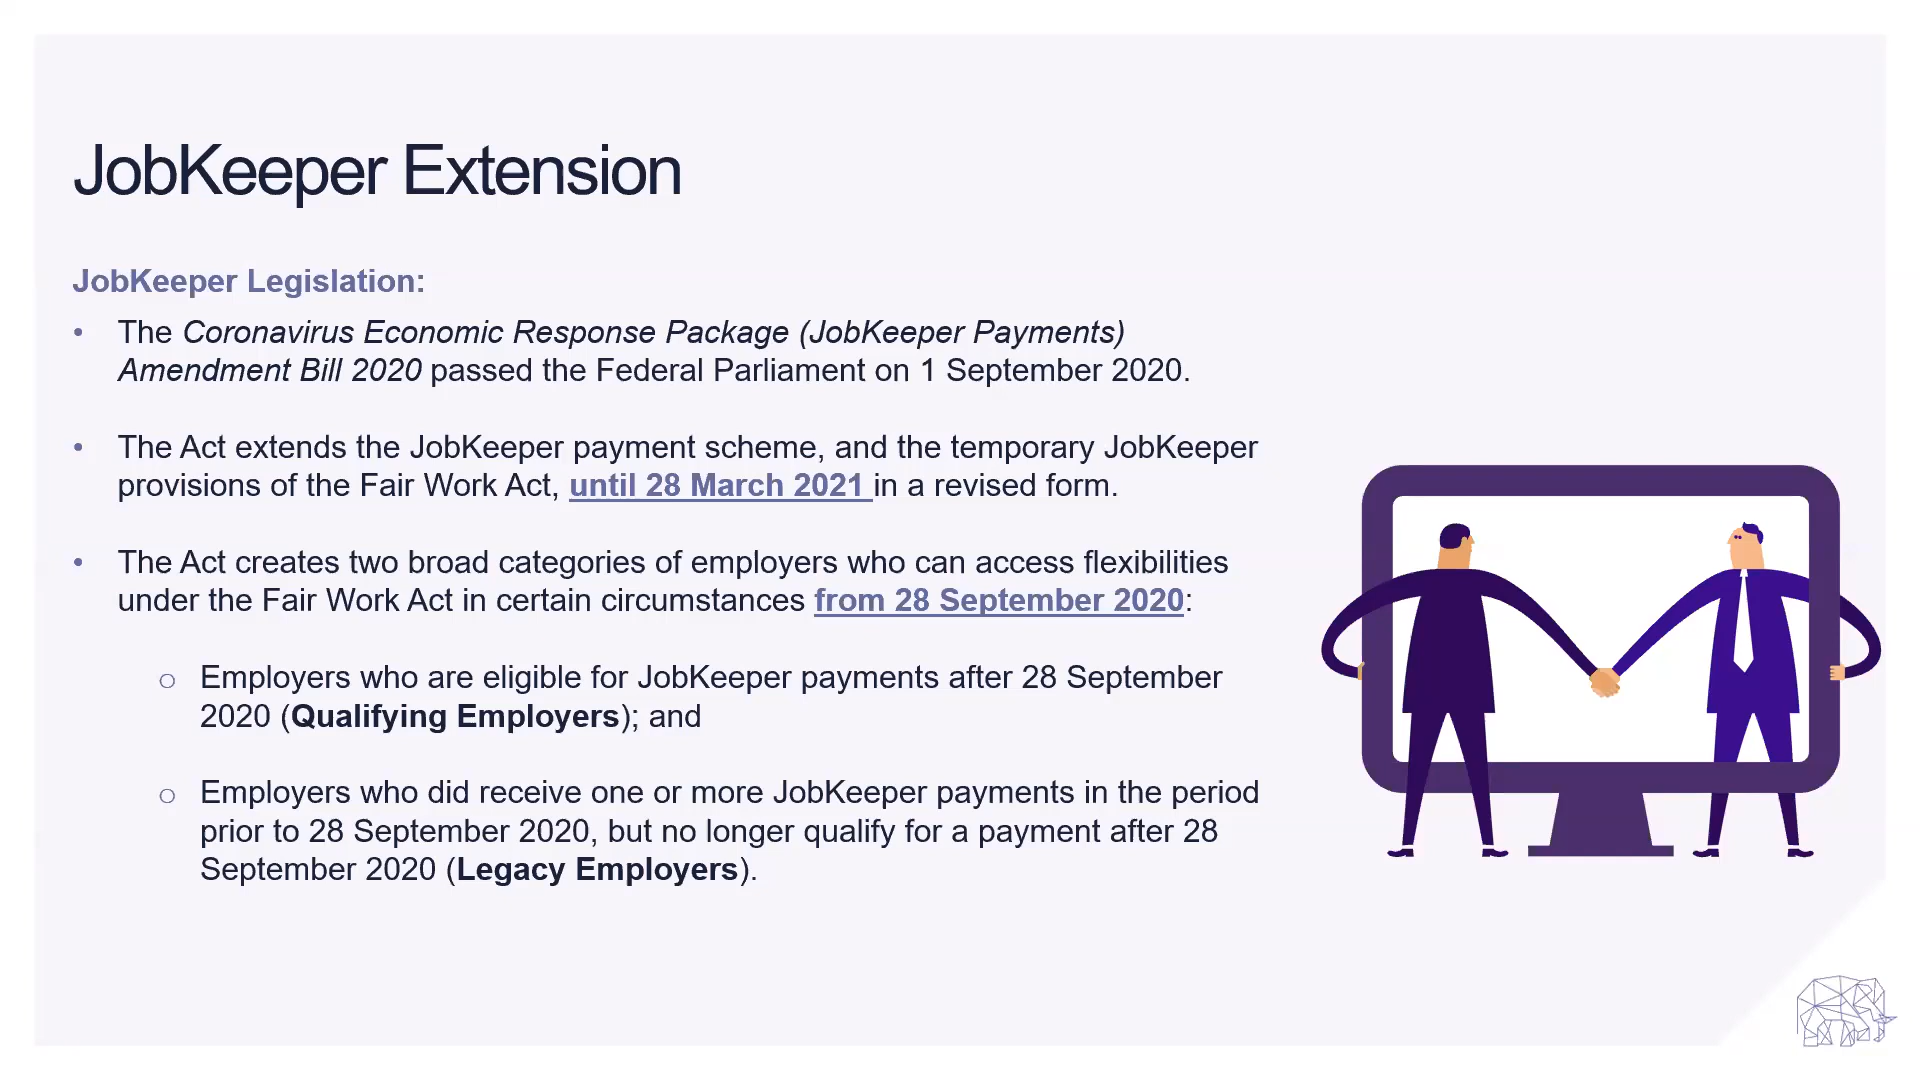 JobKeeper Extension
JobKeeper Legislation:
• The Coronavirus Economic Response Package (JobKeeper Payments)
Amendment Bill 2020 passed the Federal Parliament on 1 September 2020.
• The Act extends the JobKeeper payment scheme, and the temporary JobKeeper
provisions of the Fair Work Act, until 28 March 2021 in a revised form.
• The Act creates two broad categories of employers who can access flexibilities
under the Fair Work Act in certain circumstances from 28 September 2020:
o Employers who are eligible for JobKeeper payments after 28 September
2020 (Qualifying Employers); and
o Employers who did receive one or more JobKeeper payments in the period
prior to 28 September 2020, but no longer qualify for a payment after 28
September 2020 (Legacy Employers).